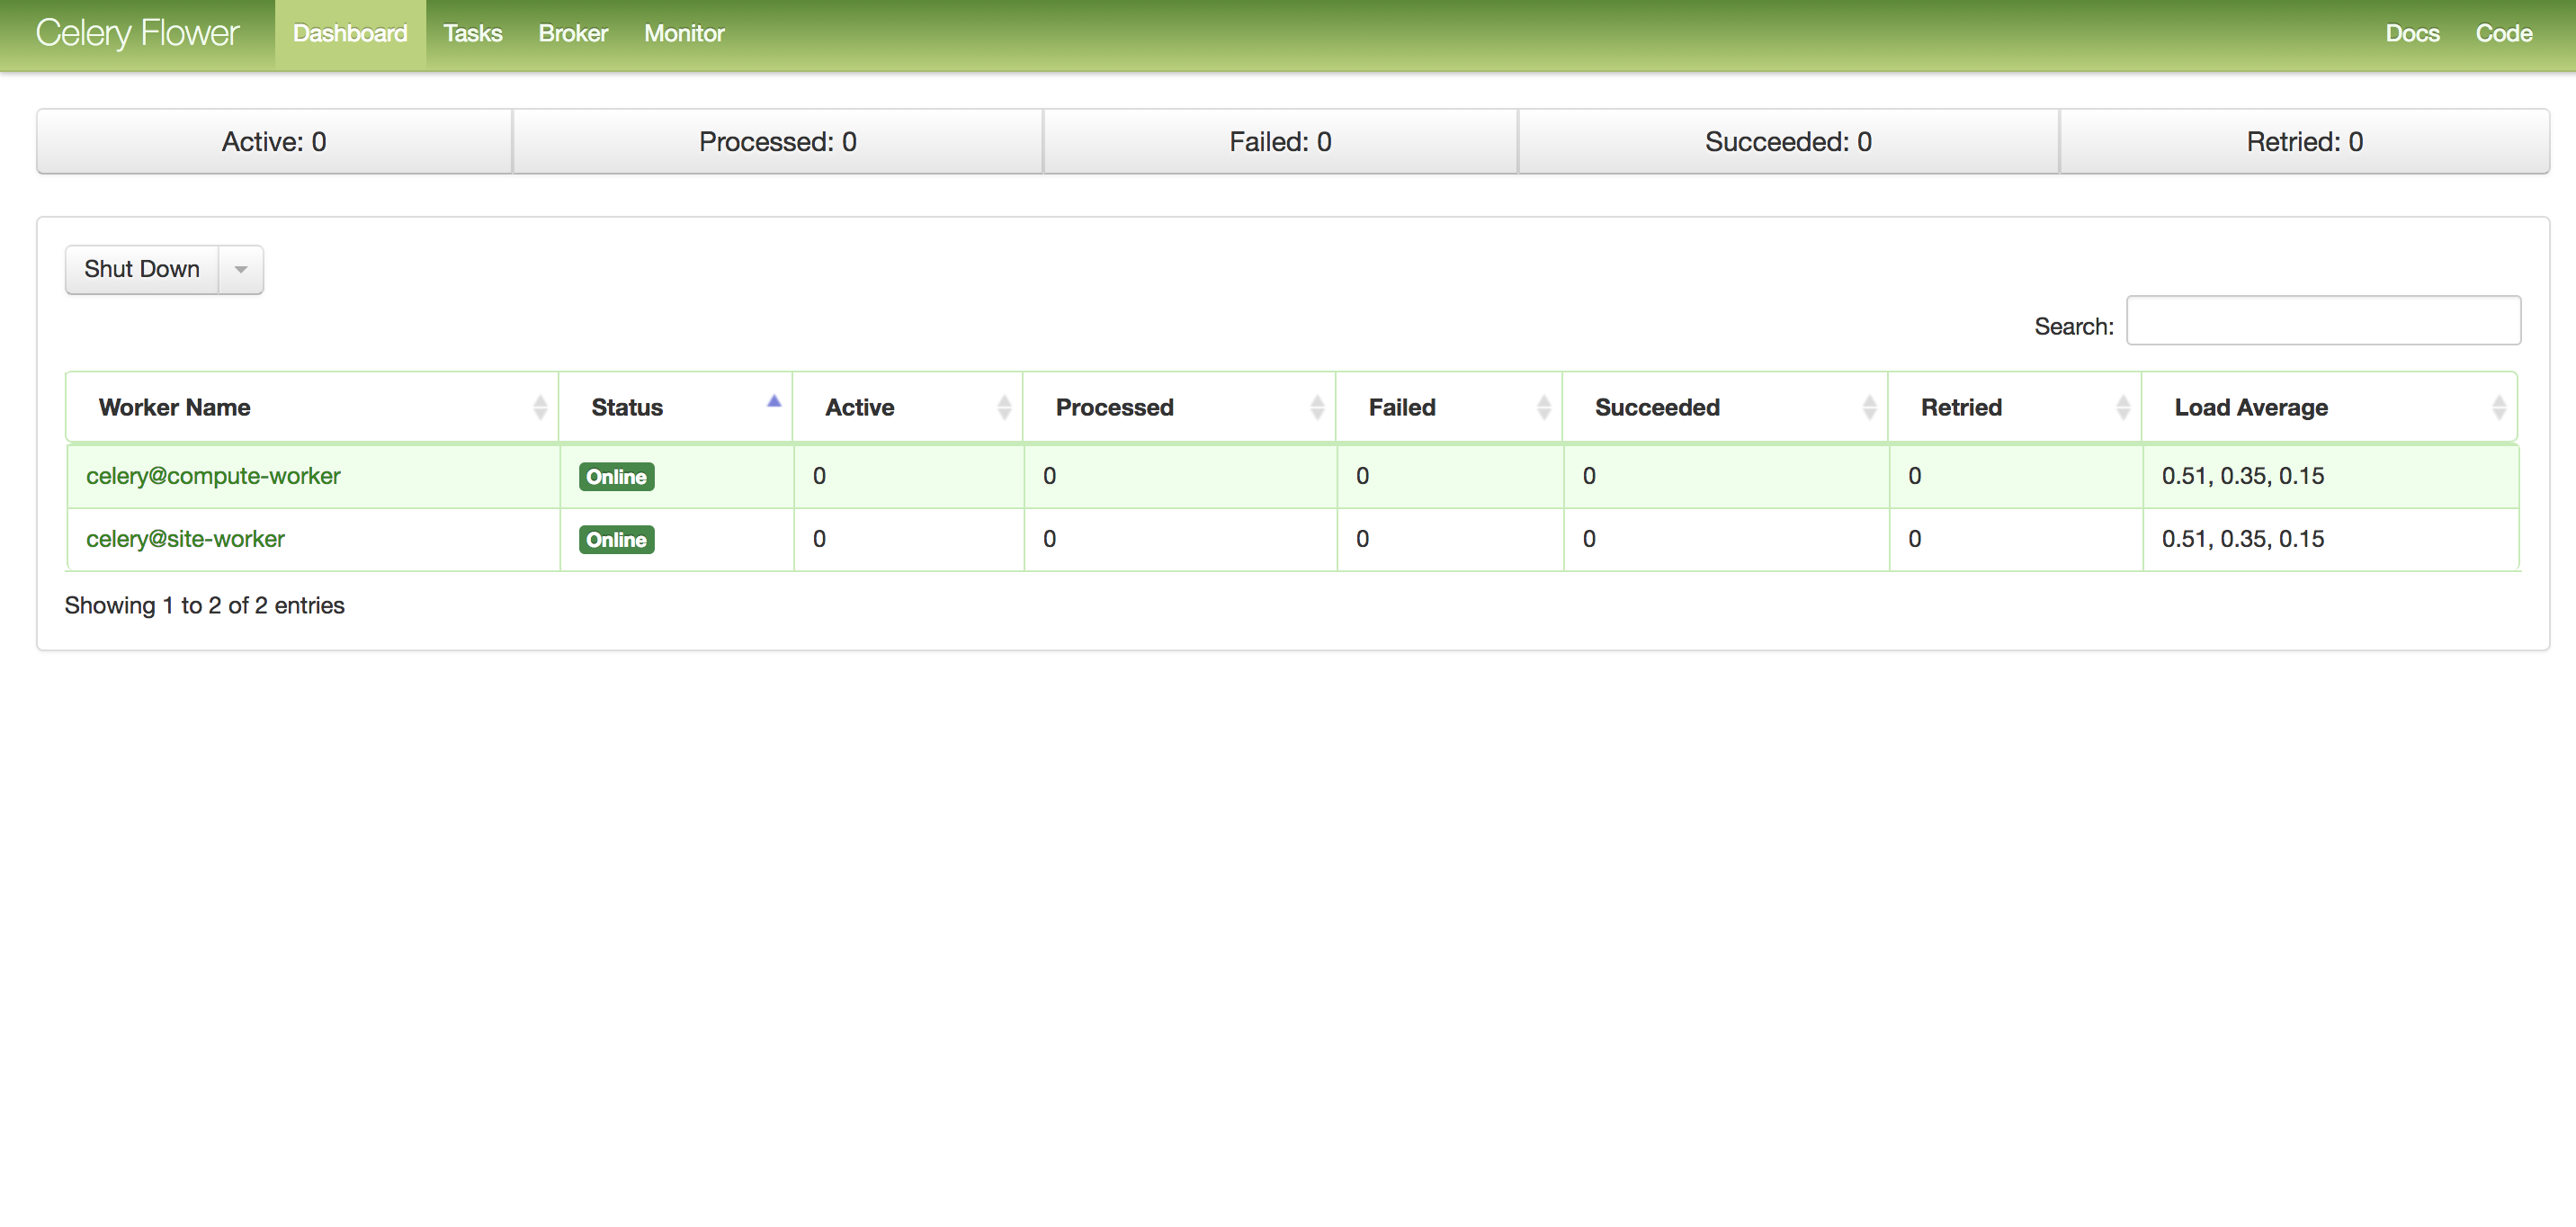 Celery Flower Dashboard Tasks Broker Monitor Docs Code
Active: 0 Processed: 0 Failed: 0 Succeeded: 0 Retried: 0
Shut Down
Search:
Worker Name Status Active Processed Failed Succeeded Retried Load Average
celery@compute-worker Online 0 0 0 0 0 0.51, 0.35, 0.15
celery@site-worker Online 0 0 0 0 0 0.51, 0.35, 0.15
Showing 1 to 2 of 2 entries